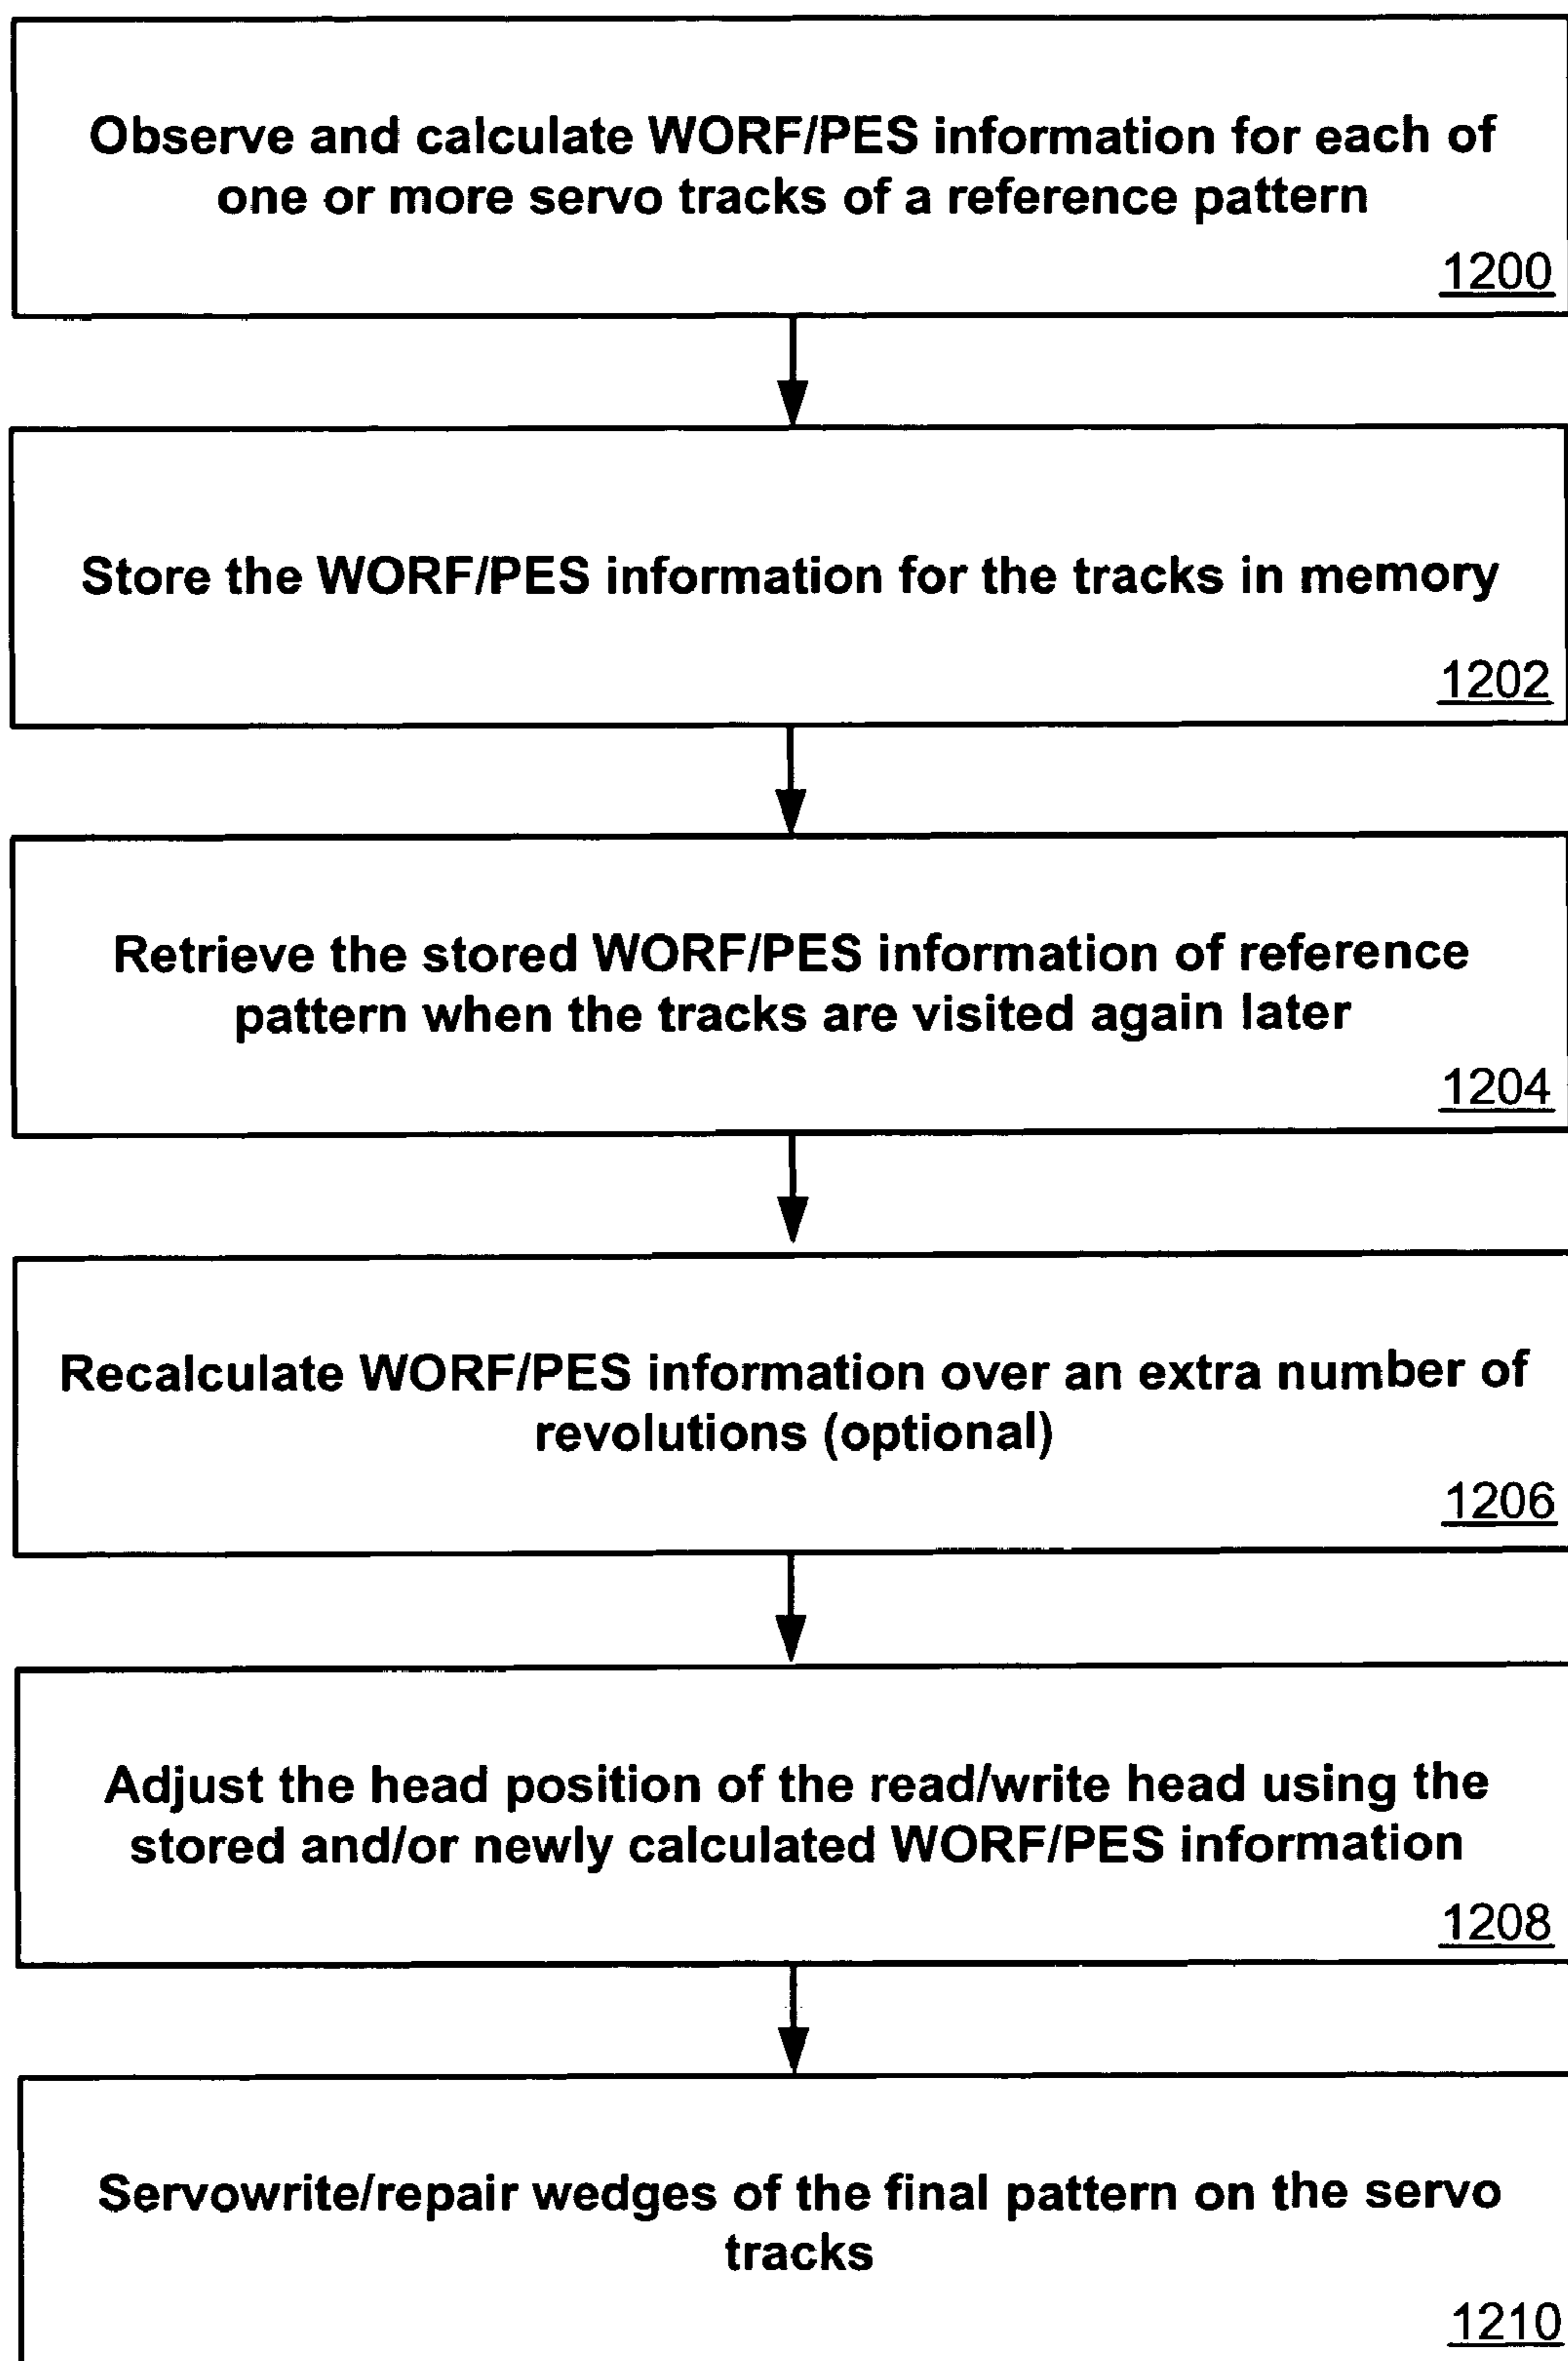 Observe and calculate WORF/PES information for each of
one or more servo tracks of a reference pattern
1200
Store the WORF/PES information for the tracks in memory
1202
Retrieve the stored WORF/PES information of reference
pattern when the tracks are visited again later
1204
Recalculate WORF/PES information over an extra number of
revolutions (optional)
1206
Adjust the head position of the read/write head using the
stored and/or newly calculated WORF/PES information
1208
Servowrite/repair wedges of the final pattern on the servo
tracks
1210